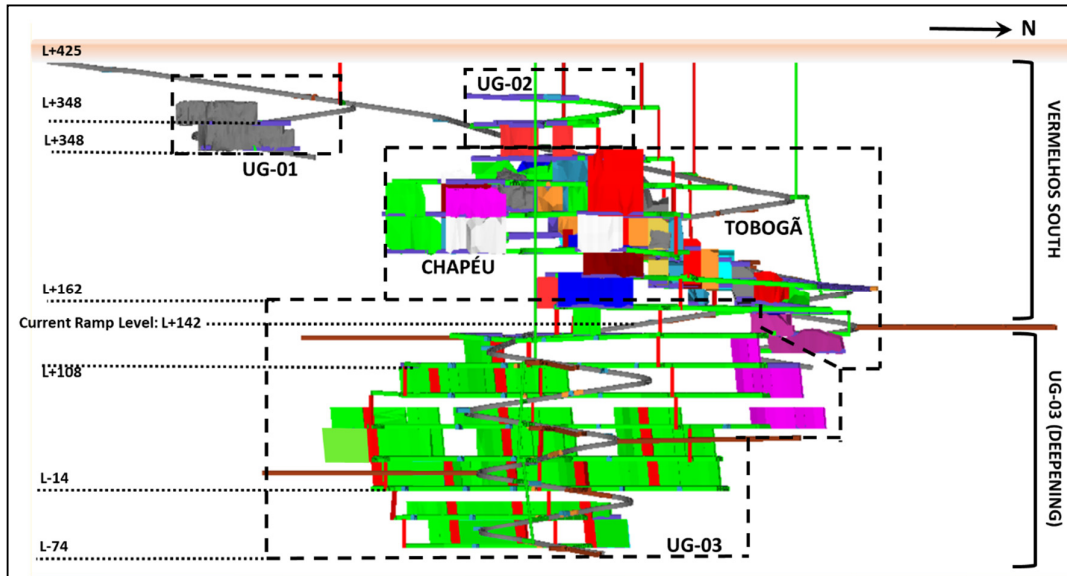 N
L+425
UG-02
L+348
L+348
UG-01
VERMELHOS SOUTH
TOBOGÃ
CHAPÉU
L+162
Current Ramp Level: L+142
L+108
UG-03 (DEEPENING)
L-14
UG-03
L-74